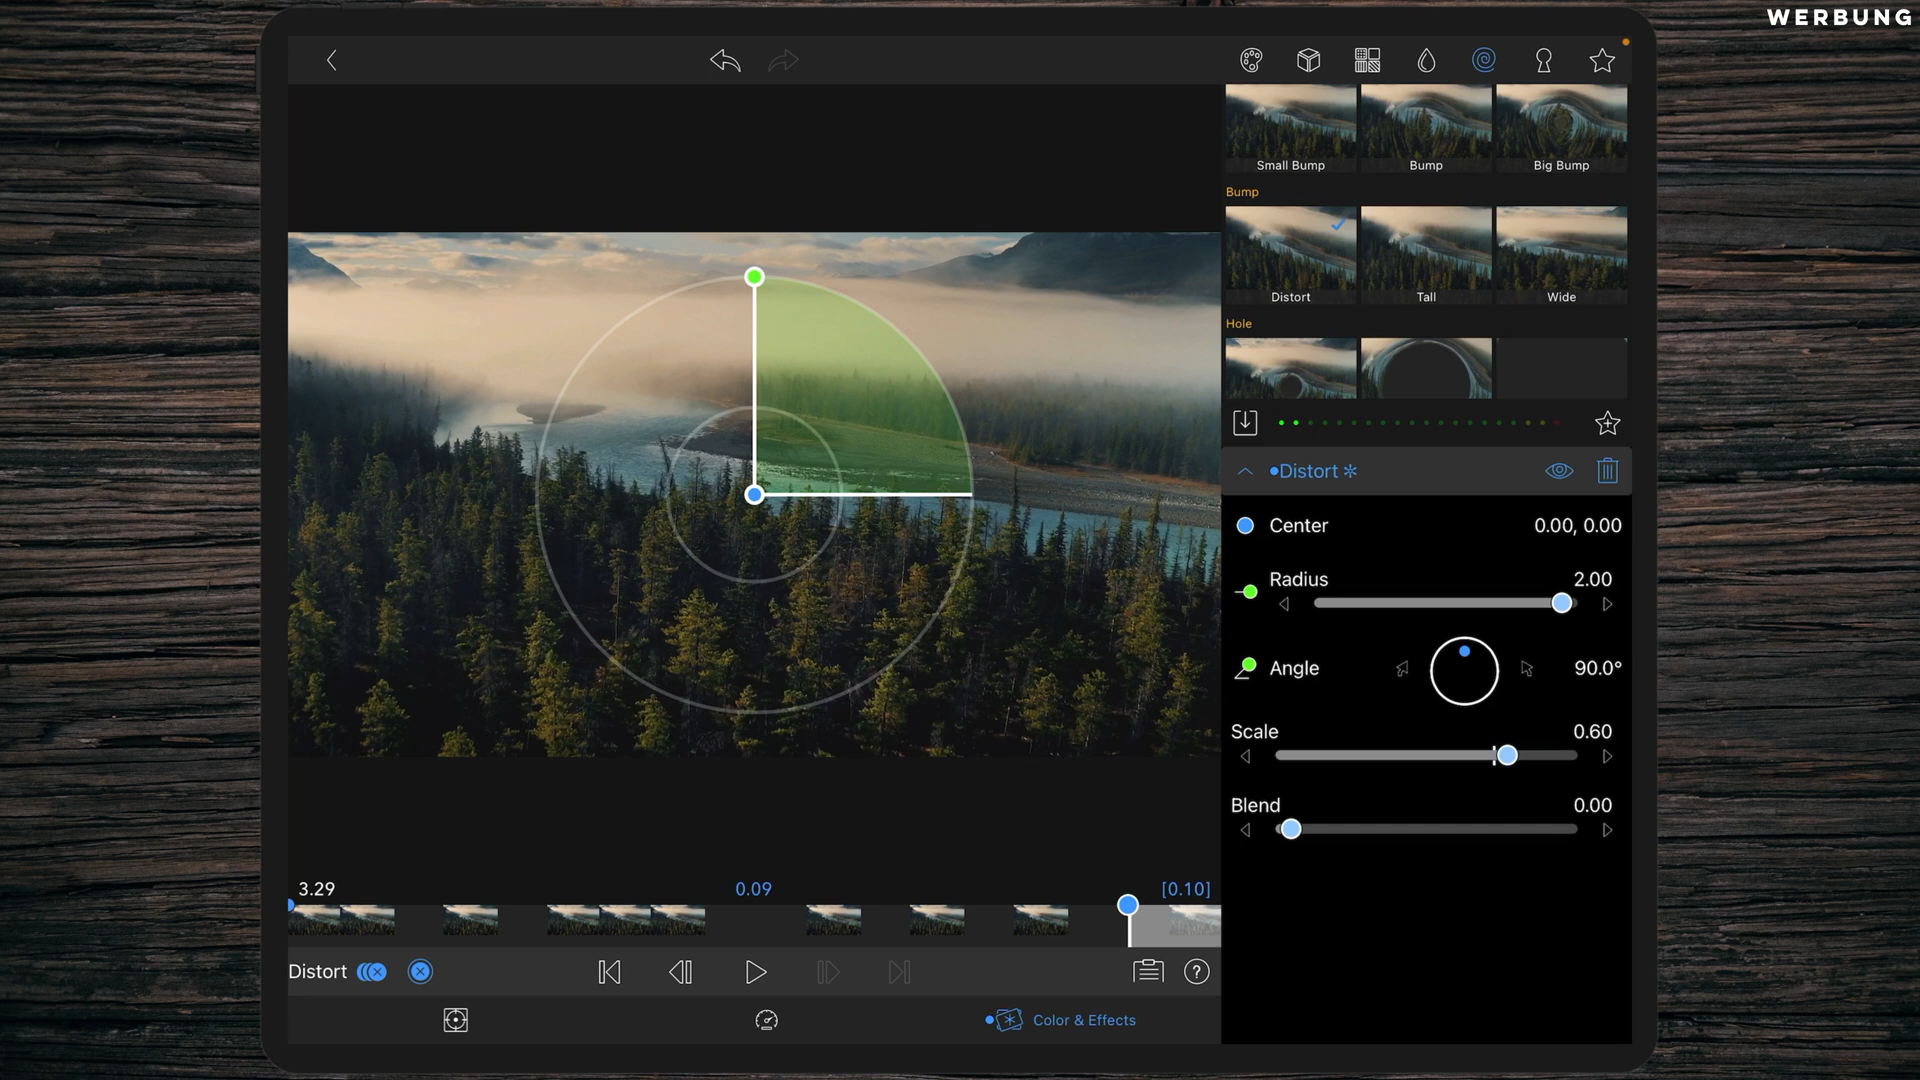 WERBUNG
Small Bump
Bump
Big Bump
Bump
Distort
Tall
Wide
Hole
Distort
Center
0.00, 0.00
Radius
2.00
Angle
90.0°
Scale
0.60
Blend
0.00
3.29
0.09
[0.10]
Distort
?
Color & Effects